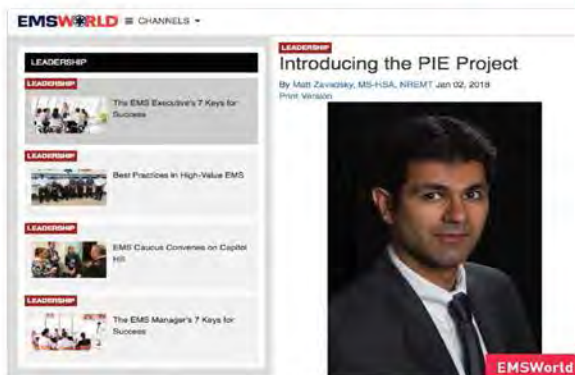 EMSWORLD ≡ CHANNELS
LEADERSHIP
LEADERSHIP
The EMS Executive's 7 Keys for
Success
LEADERSHIP
Best Practices in High-Value EMS
LEADERSHIP
EMS Caucus Convenes on Capitol
Hill
LEADERSHIP
The EMS Manager's 7 Keys for
Success
LEADERSHIP
Introducing the PIE Project
By Matt Zavadsky, MS-HSA, NREMT Jan 02, 2018
Print Version
EMSWorld